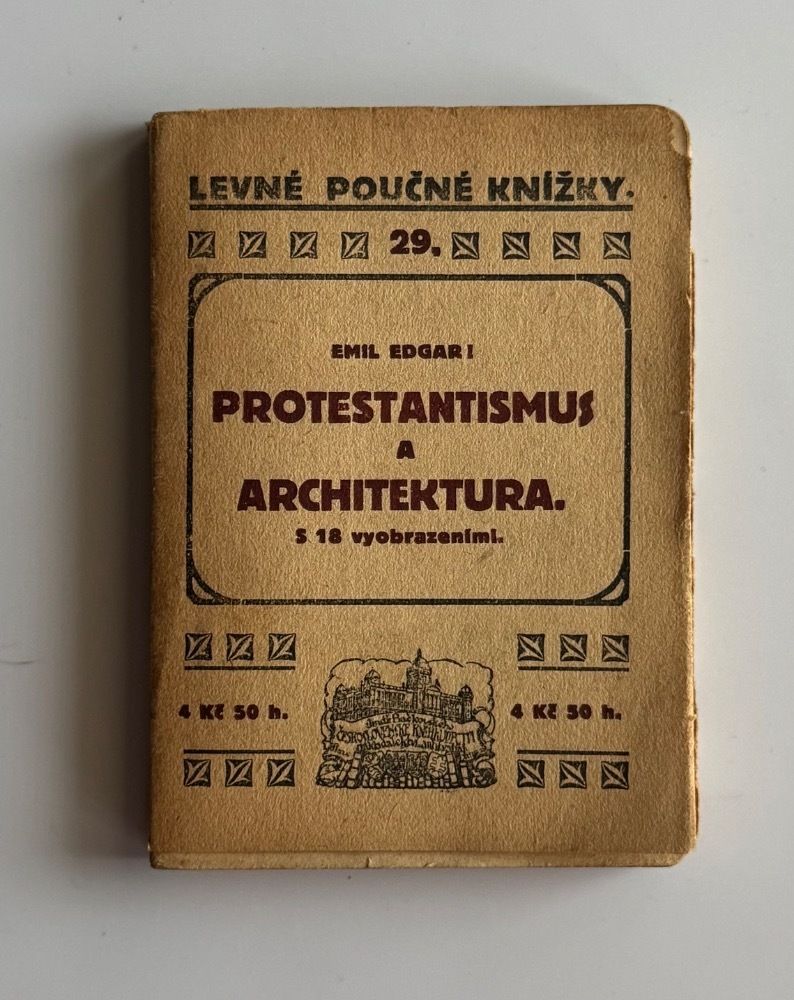 LEVNÉ POUČNÉ KNÍŽKY.
29.
EMIL EDGAR:
PROTESTANTISMUS
A
ARCHITEKTURA.
S 18 vyobrazeními.
4 Kč 50 h.
4 Kč 50 h.